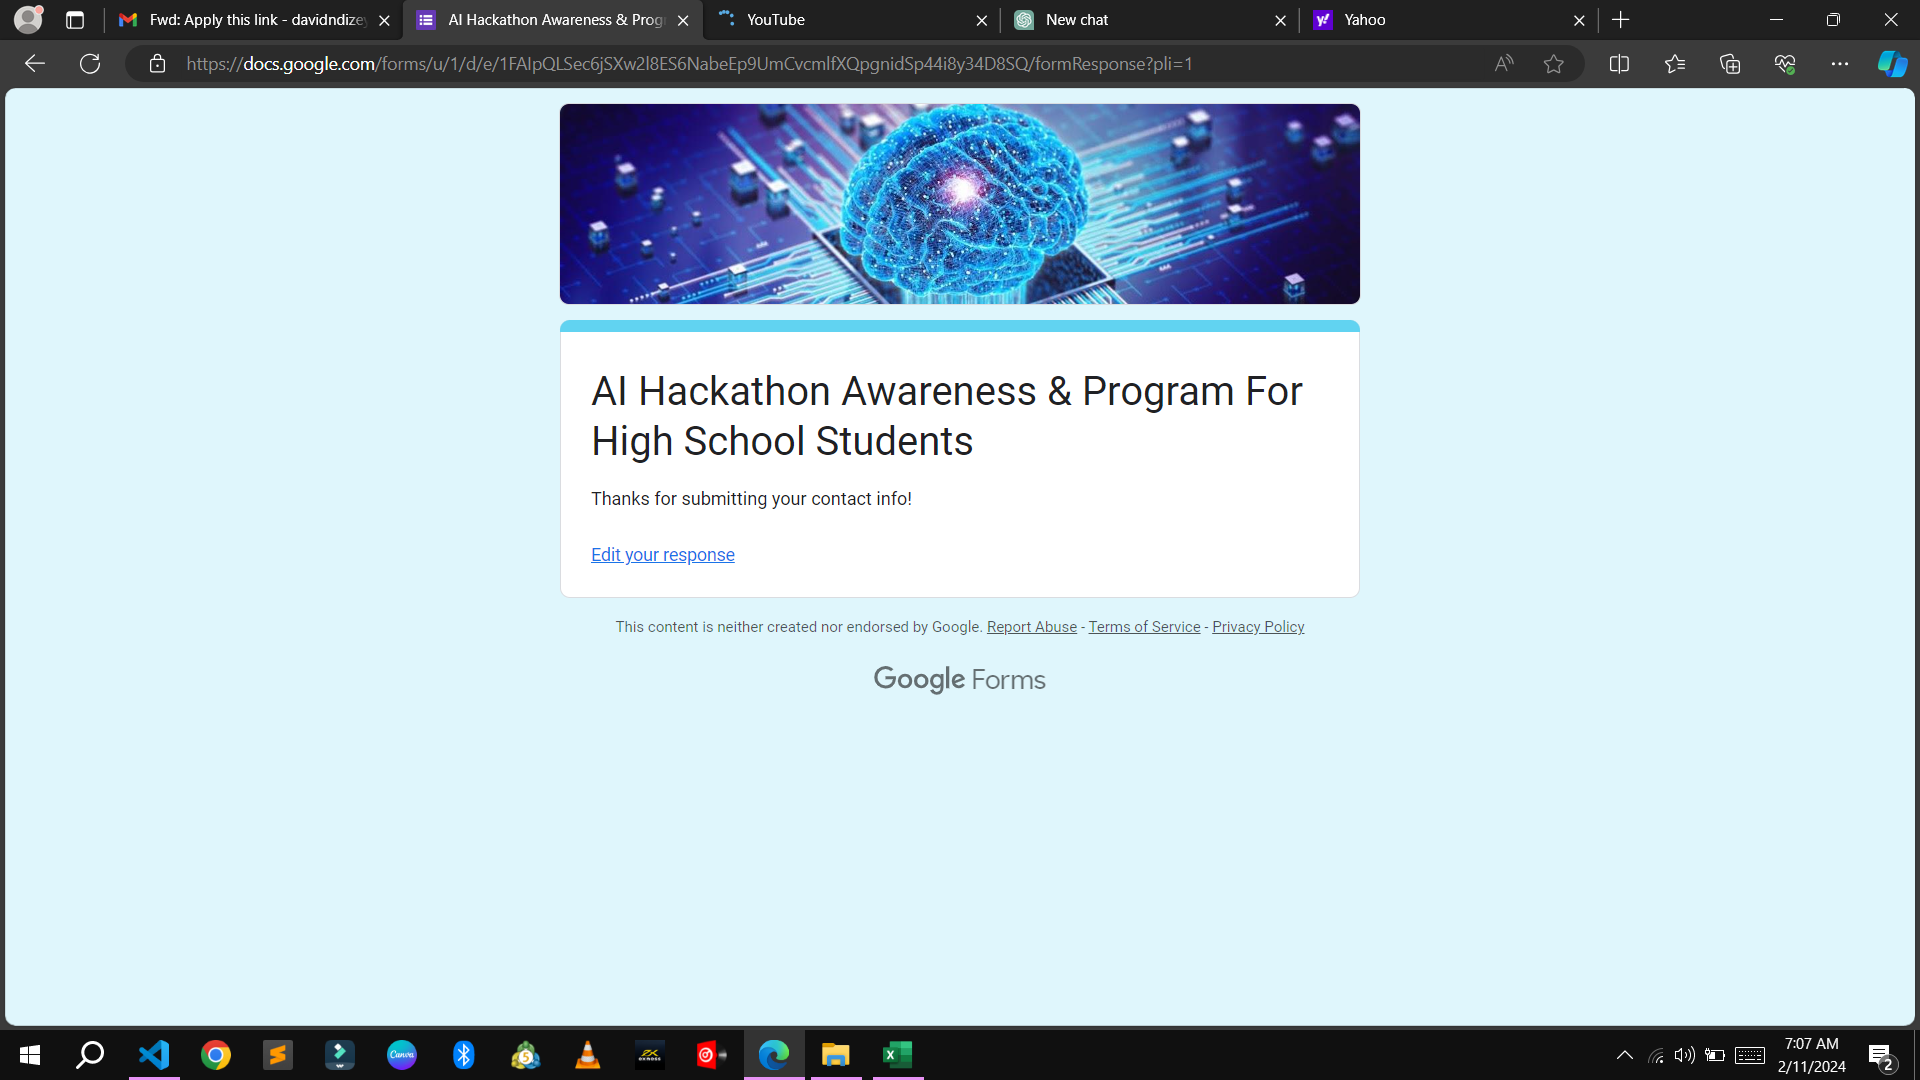 Fwd: Apply this link - davidndize
AI Hackathon Awareness & Prog
YouTube
New chat
Yahoo
https://docs.google.com/forms/u/1/d/e/1FAIpQLSec6jSXw2l8ES6NabeEp9UmCvcmlfXQpgnidSp44i8y34D8SQ/formResponse?pli=1
AI Hackathon Awareness & Program For
High School Students
Thanks for submitting your contact info!
Edit your response
This content is neither created nor endorsed by Google. Report Abuse - Terms of Service - Privacy Policy
Google Forms
Canva
7:07 AM
2/11/2024
2